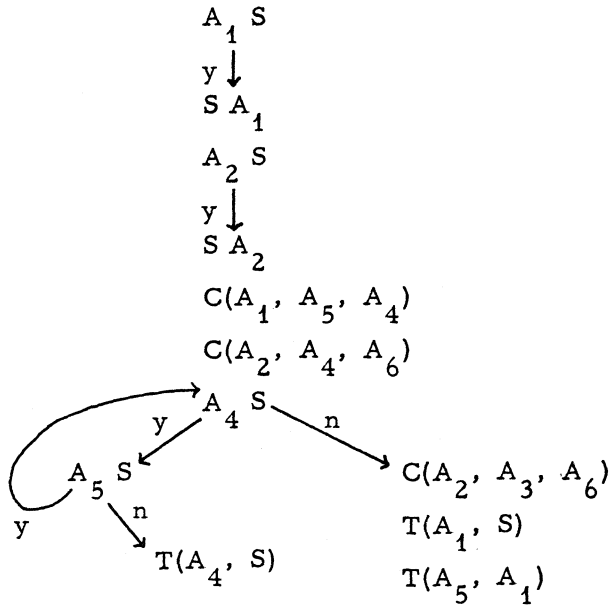 A₁ S
y
S A₁
A₂ S
y
S A₂
C(A₁, A₅, A₄)
C(A₂, A₄, A₆)
A₄ S
y n
A₅ S C(A₂, A₃, A₆)
y n T(A₁, S)
T(A₄, S) T(A₅, A₁)